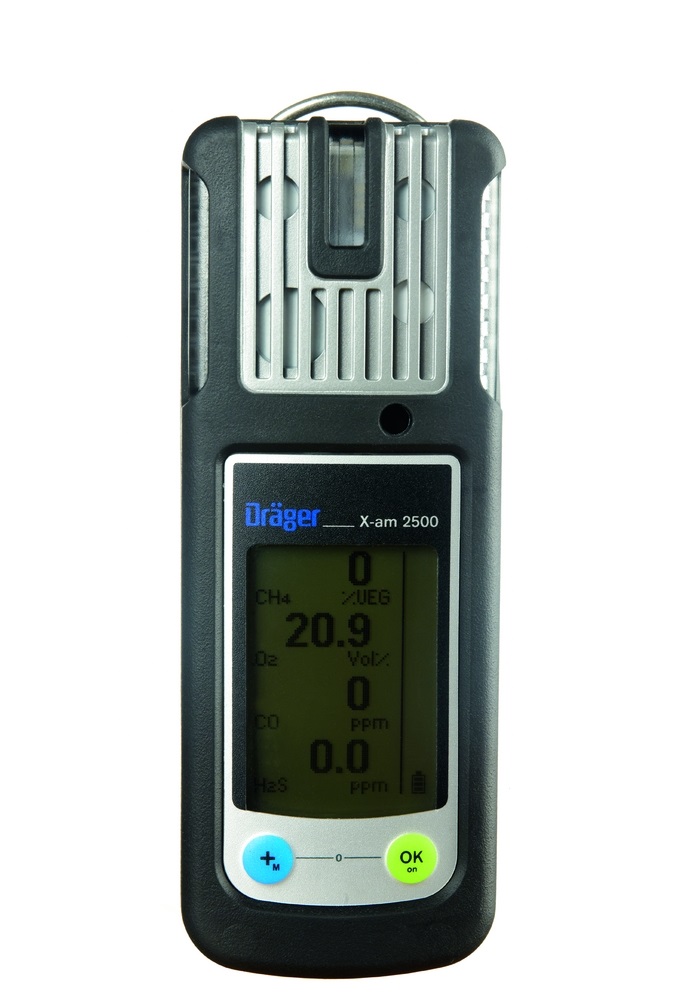 Dräger X-am 2500
0
CH₄ %UEG
20.9
O₂ Vol%
0
CO ppm
0.0
H₂S ppm
+M 0 OK
on